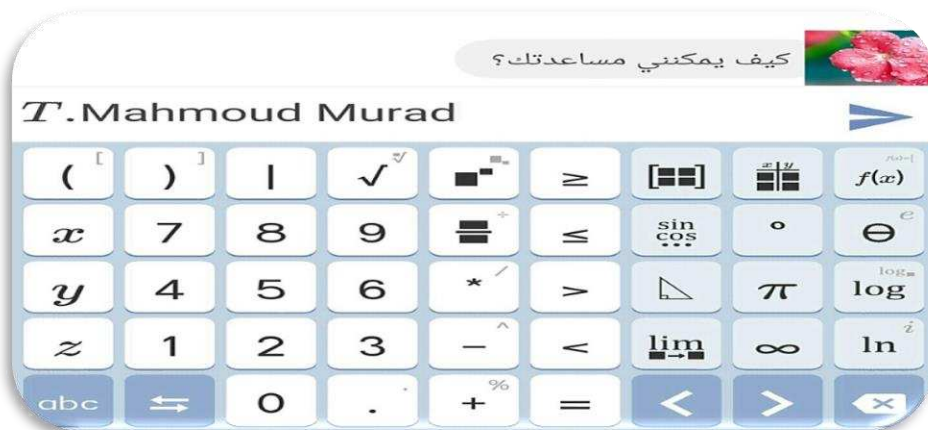 كيف يمكنني مساعدتك؟
T.Mahmoud Murad
( [ ) ] | √ ∛ ■▪ ≥ [■■] x y f(x)
x 7 8 9 ÷ ≤ sin cos ... ° θ e
y 4 5 6 * / > π log log
z 1 2 3 − ^ < lim ■→■ ∞ ln i
abc ⇆ 0 . + % = < > ×